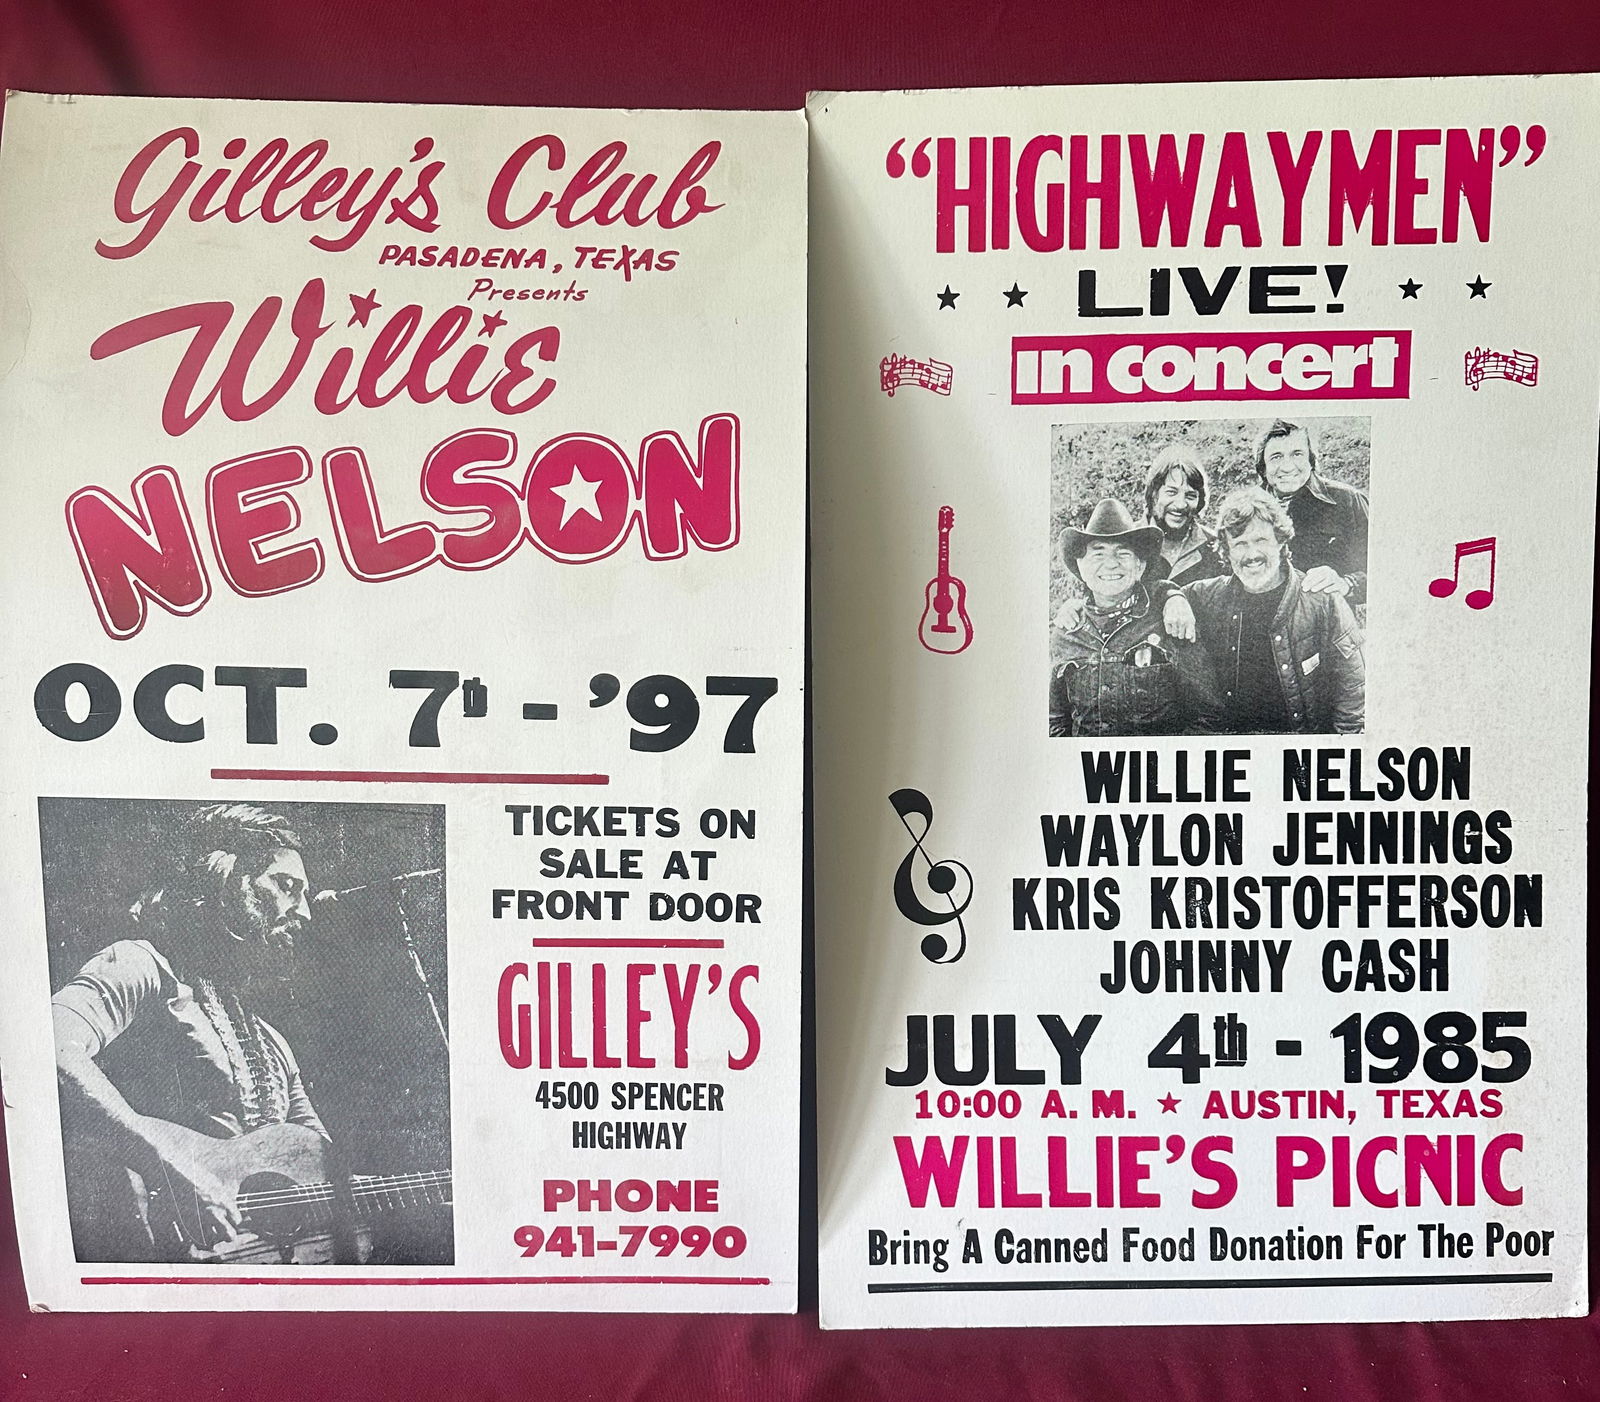 Gilley's Club
PASADENA, TEXAS
Presents
Willie
NELSON
OCT. 7th - '97
TICKETS ON
SALE AT
FRONT DOOR
GILLEY'S
4500 SPENCER
HIGHWAY
PHONE
941-7990
"HIGHWAYMEN"
LIVE!
in concert
WILLIE NELSON
WAYLON JENNINGS
KRIS KRISTOFFERSON
JOHNNY CASH
JULY 4th - 1985
10:00 A. M. ★ AUSTIN, TEXAS
WILLIE'S PICNIC
Bring A Canned Food Donation For The Poor